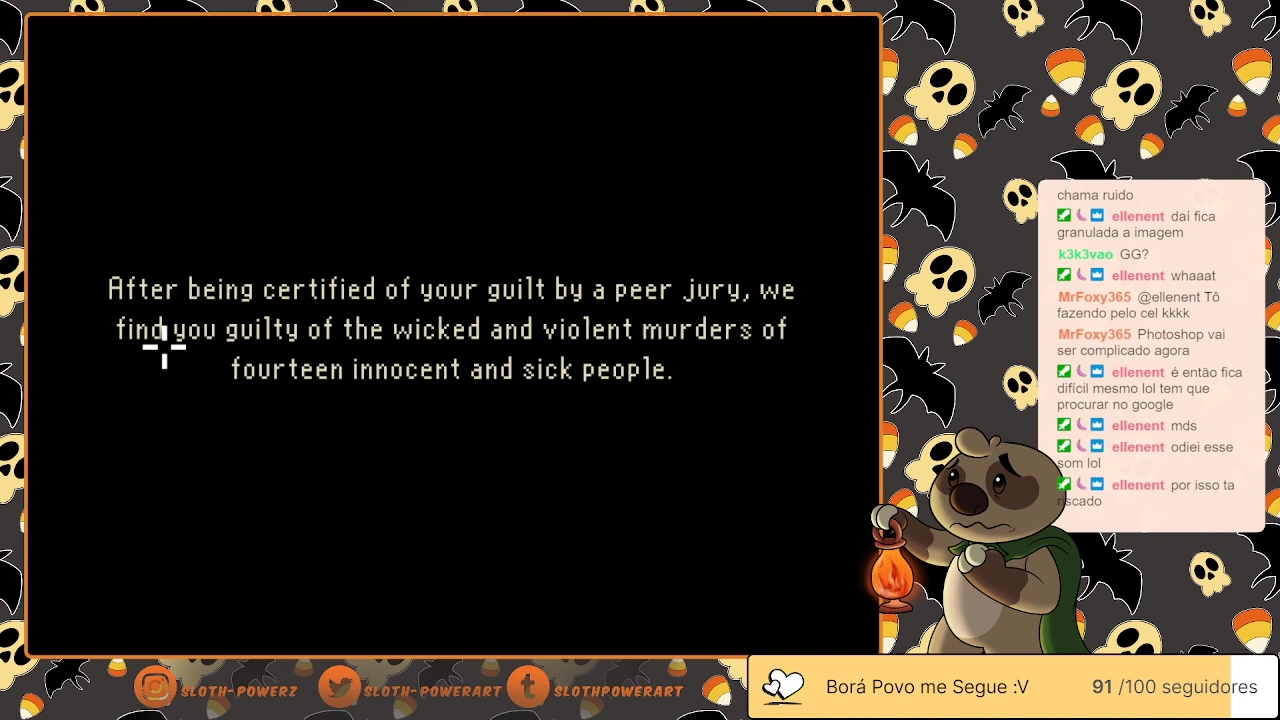 After being certified of your guilt by a peer jury, we
find you guilty of the wicked and violent murders of
fourteen innocent and sick people.
chama ruido
ellenent daí fica
granulada a imagem
k3k3vao GG?
ellenent whaaat
MrFoxy365 @ellenent Tô
fazendo pelo cel kkkk
MrFoxy365 Photoshop vai
ser complicado agora
ellenent é então fica
difícil mesmo lol tem que
procurar no google
ellenent mds
ellenent odiei esse
som lol
ellenent por isso ta
riscado
SLOTH-POWERZ
SLOTH-POWERART
SLOTHPOWERART
Borá Povo me Segue :V
91 /100 seguidores